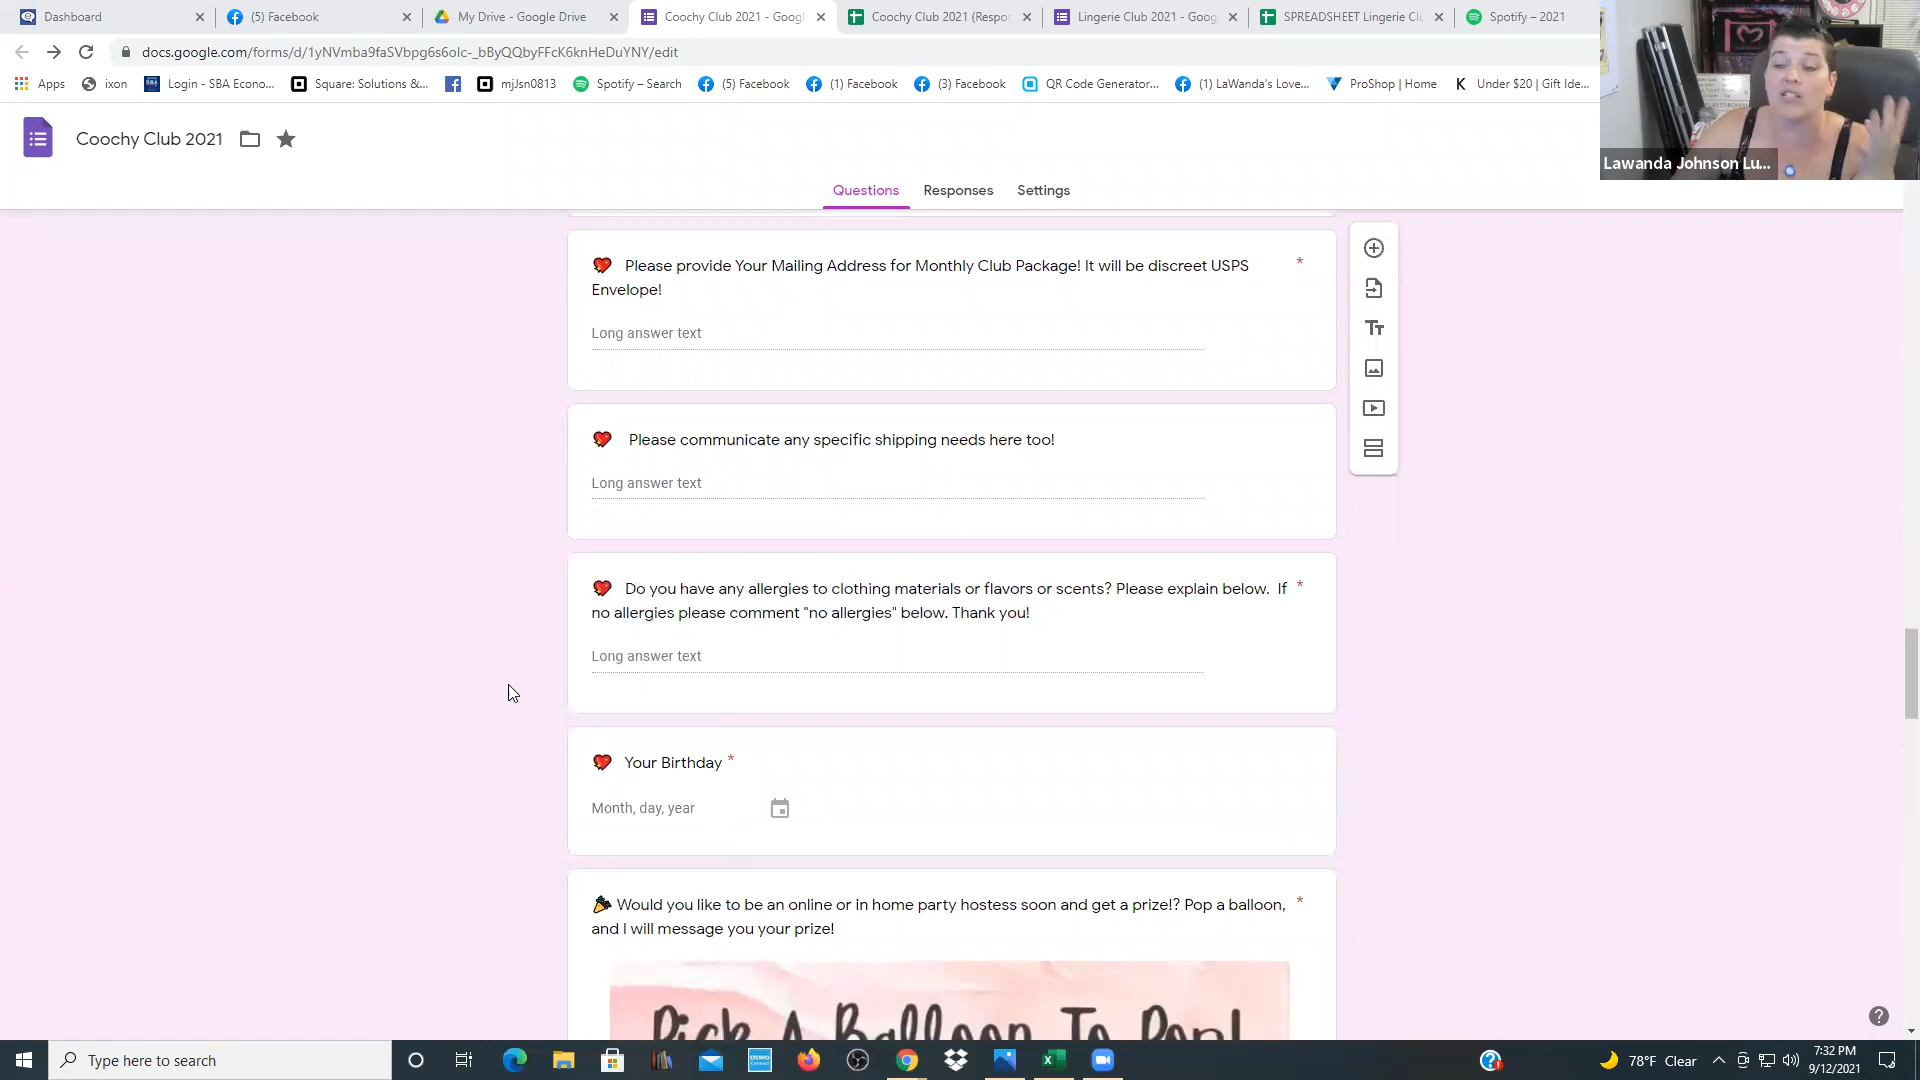 Dashboard
(5) Facebook
My Drive - Google Drive
Coochy Club 2021 - Googl
Coochy Club 2021 (Respor
Lingerie Club 2021 - Goog
SPREADSHEET Lingerie Clu
Spotify – 2021
docs.google.com/forms/d/1yNVmba9faSVbpg6s6olc-_bByQQbyFFcK6knHeDuYNY/edit
Apps
ixon
Login - SBA Econo...
Square: Solutions &...
mjJsn0813
Spotify – Search
(5) Facebook
(1) Facebook
(3) Facebook
QR Code Generator...
(1) LaWanda's Love...
ProShop | Home
K Under $20 | Gift Ide...
Lawanda Johnson Lu...
Coochy Club 2021
Questions
Responses
Settings
Please provide Your Mailing Address for Monthly Club Package! It will be discreet USPS *
Envelope!
Long answer text
Please communicate any specific shipping needs here too!
Long answer text
Do you have any allergies to clothing materials or flavors or scents? Please explain below. If *
no allergies please comment "no allergies" below. Thank you!
Long answer text
Your Birthday *
Month, day, year
Would you like to be an online or in home party hostess soon and get a prize!? Pop a balloon, *
and I will message you your prize!
Pick A Balloon To Pop!
Type here to search
78°F Clear
7:32 PM
9/12/2021